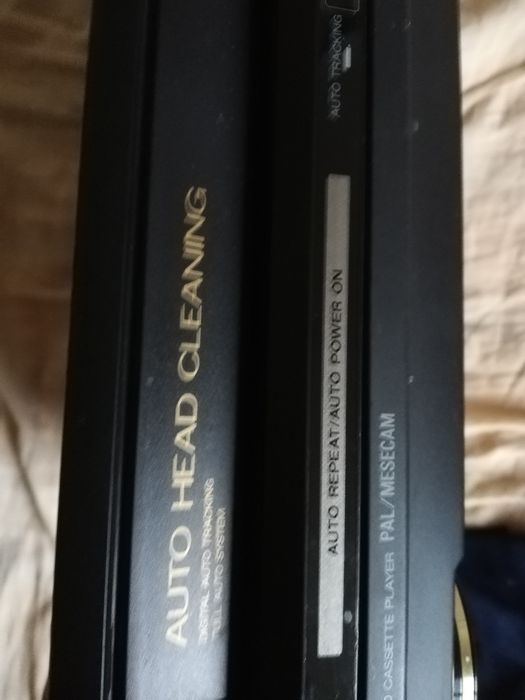 AUTO HEAD CLEANING
DIGITAL AUTO TRACKING
FULL AUTO SYSTEM
AUTO TRACKING
AUTO REPEAT/AUTO POWER ON
CASSETTE PLAYER PAL/MESECAM